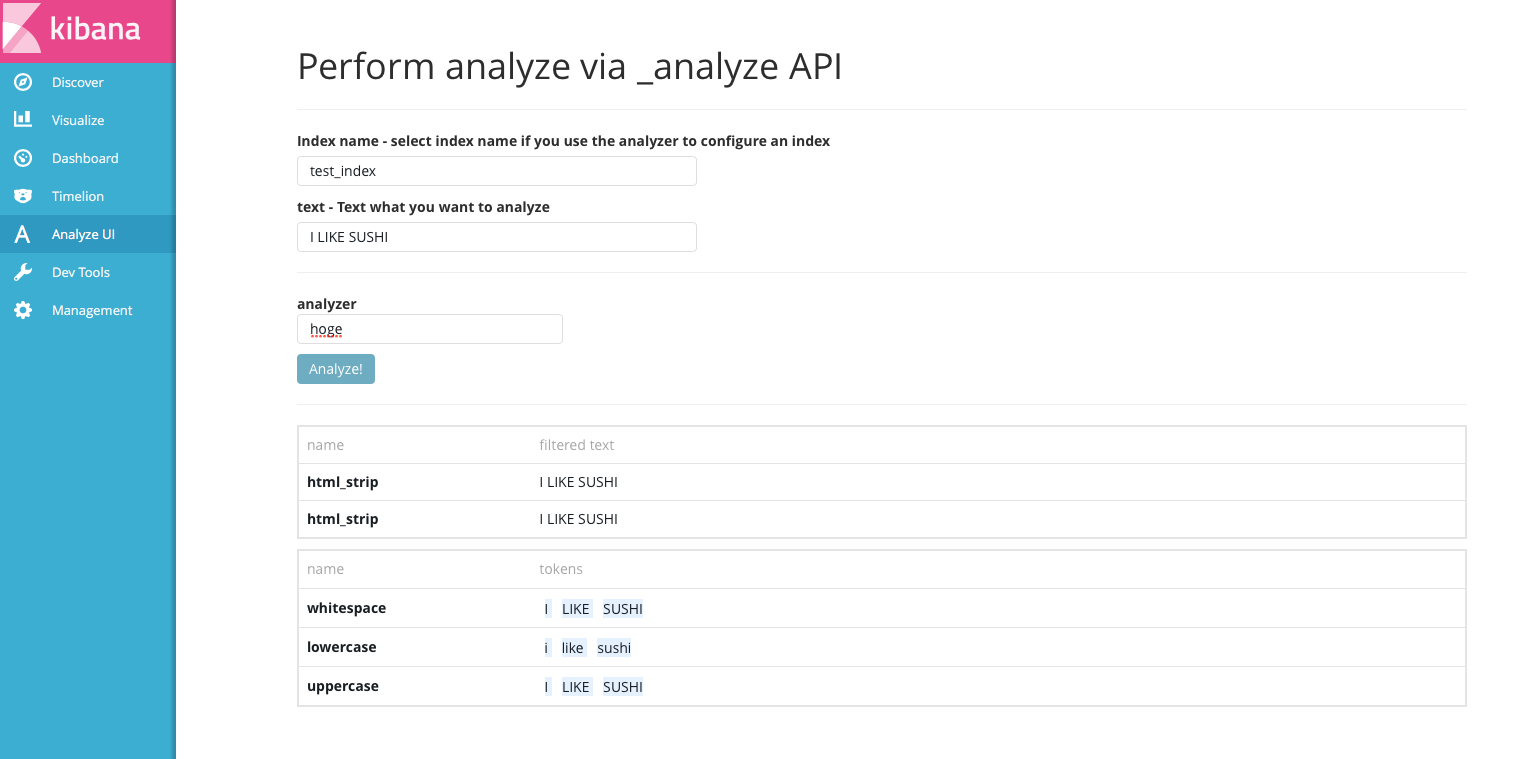 kibana
Discover
Visualize
Dashboard
Timelion
Analyze UI
Dev Tools
Management
Perform analyze via _analyze API
Index name - select index name if you use the analyzer to configure an index
test_index
text - Text what you want to analyze
I LIKE SUSHI
analyzer
hoge
Analyze!
name filtered text
html_strip I LIKE SUSHI
html_strip I LIKE SUSHI
name tokens
whitespace I LIKE SUSHI
lowercase i like sushi
uppercase I LIKE SUSHI